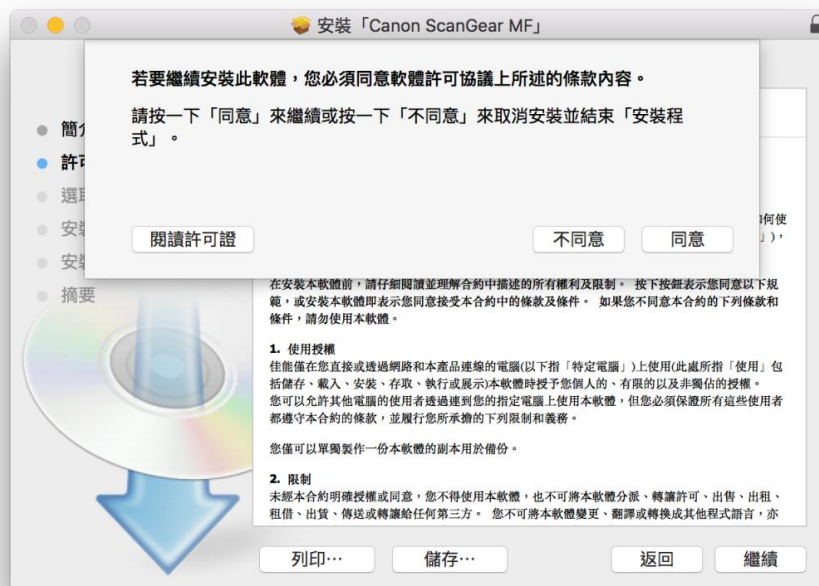 安裝「Canon ScanGear MF」
若要繼續安裝此軟體，您必須同意軟體許可協議上所述的條款內容。
請按一下「同意」來繼續或按一下「不同意」來取消安裝並結束「安裝程
式」。
閱讀許可證
不同意
同意
簡
許
選
安
安
摘要
何使
」)，
在安裝本軟體前，請仔細閱讀並理解合約中描述的所有權利及限制。 按下按鈕表示您同意以下規
範，或安裝本軟體即表示您同意接受本合約中的條款及條件。 如果您不同意本合約的下列條款和
條件，請勿使用本軟體。
1. 使用授權
佳能僅在您直接或透過網路和本產品連線的電腦(以下指「特定電腦」)上使用(此處所指「使用」包
括儲存、載入、安裝、存取、執行或展示)本軟體時授予您個人的、有限的以及非獨佔的授權。
您可以允許其他電腦的使用者透過連到您的指定電腦上使用本軟體，但您必須保證所有這些使用者
都遵守本合約的條款，並履行您所承擔的下列限制和義務。
您僅可以單獨製作一份本軟體的副本用於備份。
2. 限制
未經本合約明確授權或同意，您不得使用本軟體，也不可將本軟體分派、轉讓許可、出售、出租、
租借、出賃、傳送或轉讓給任何第三方。 您不可將本軟體變更、翻譯或轉換成其他程式語言，亦
列印⋯
儲存⋯
返回
繼續